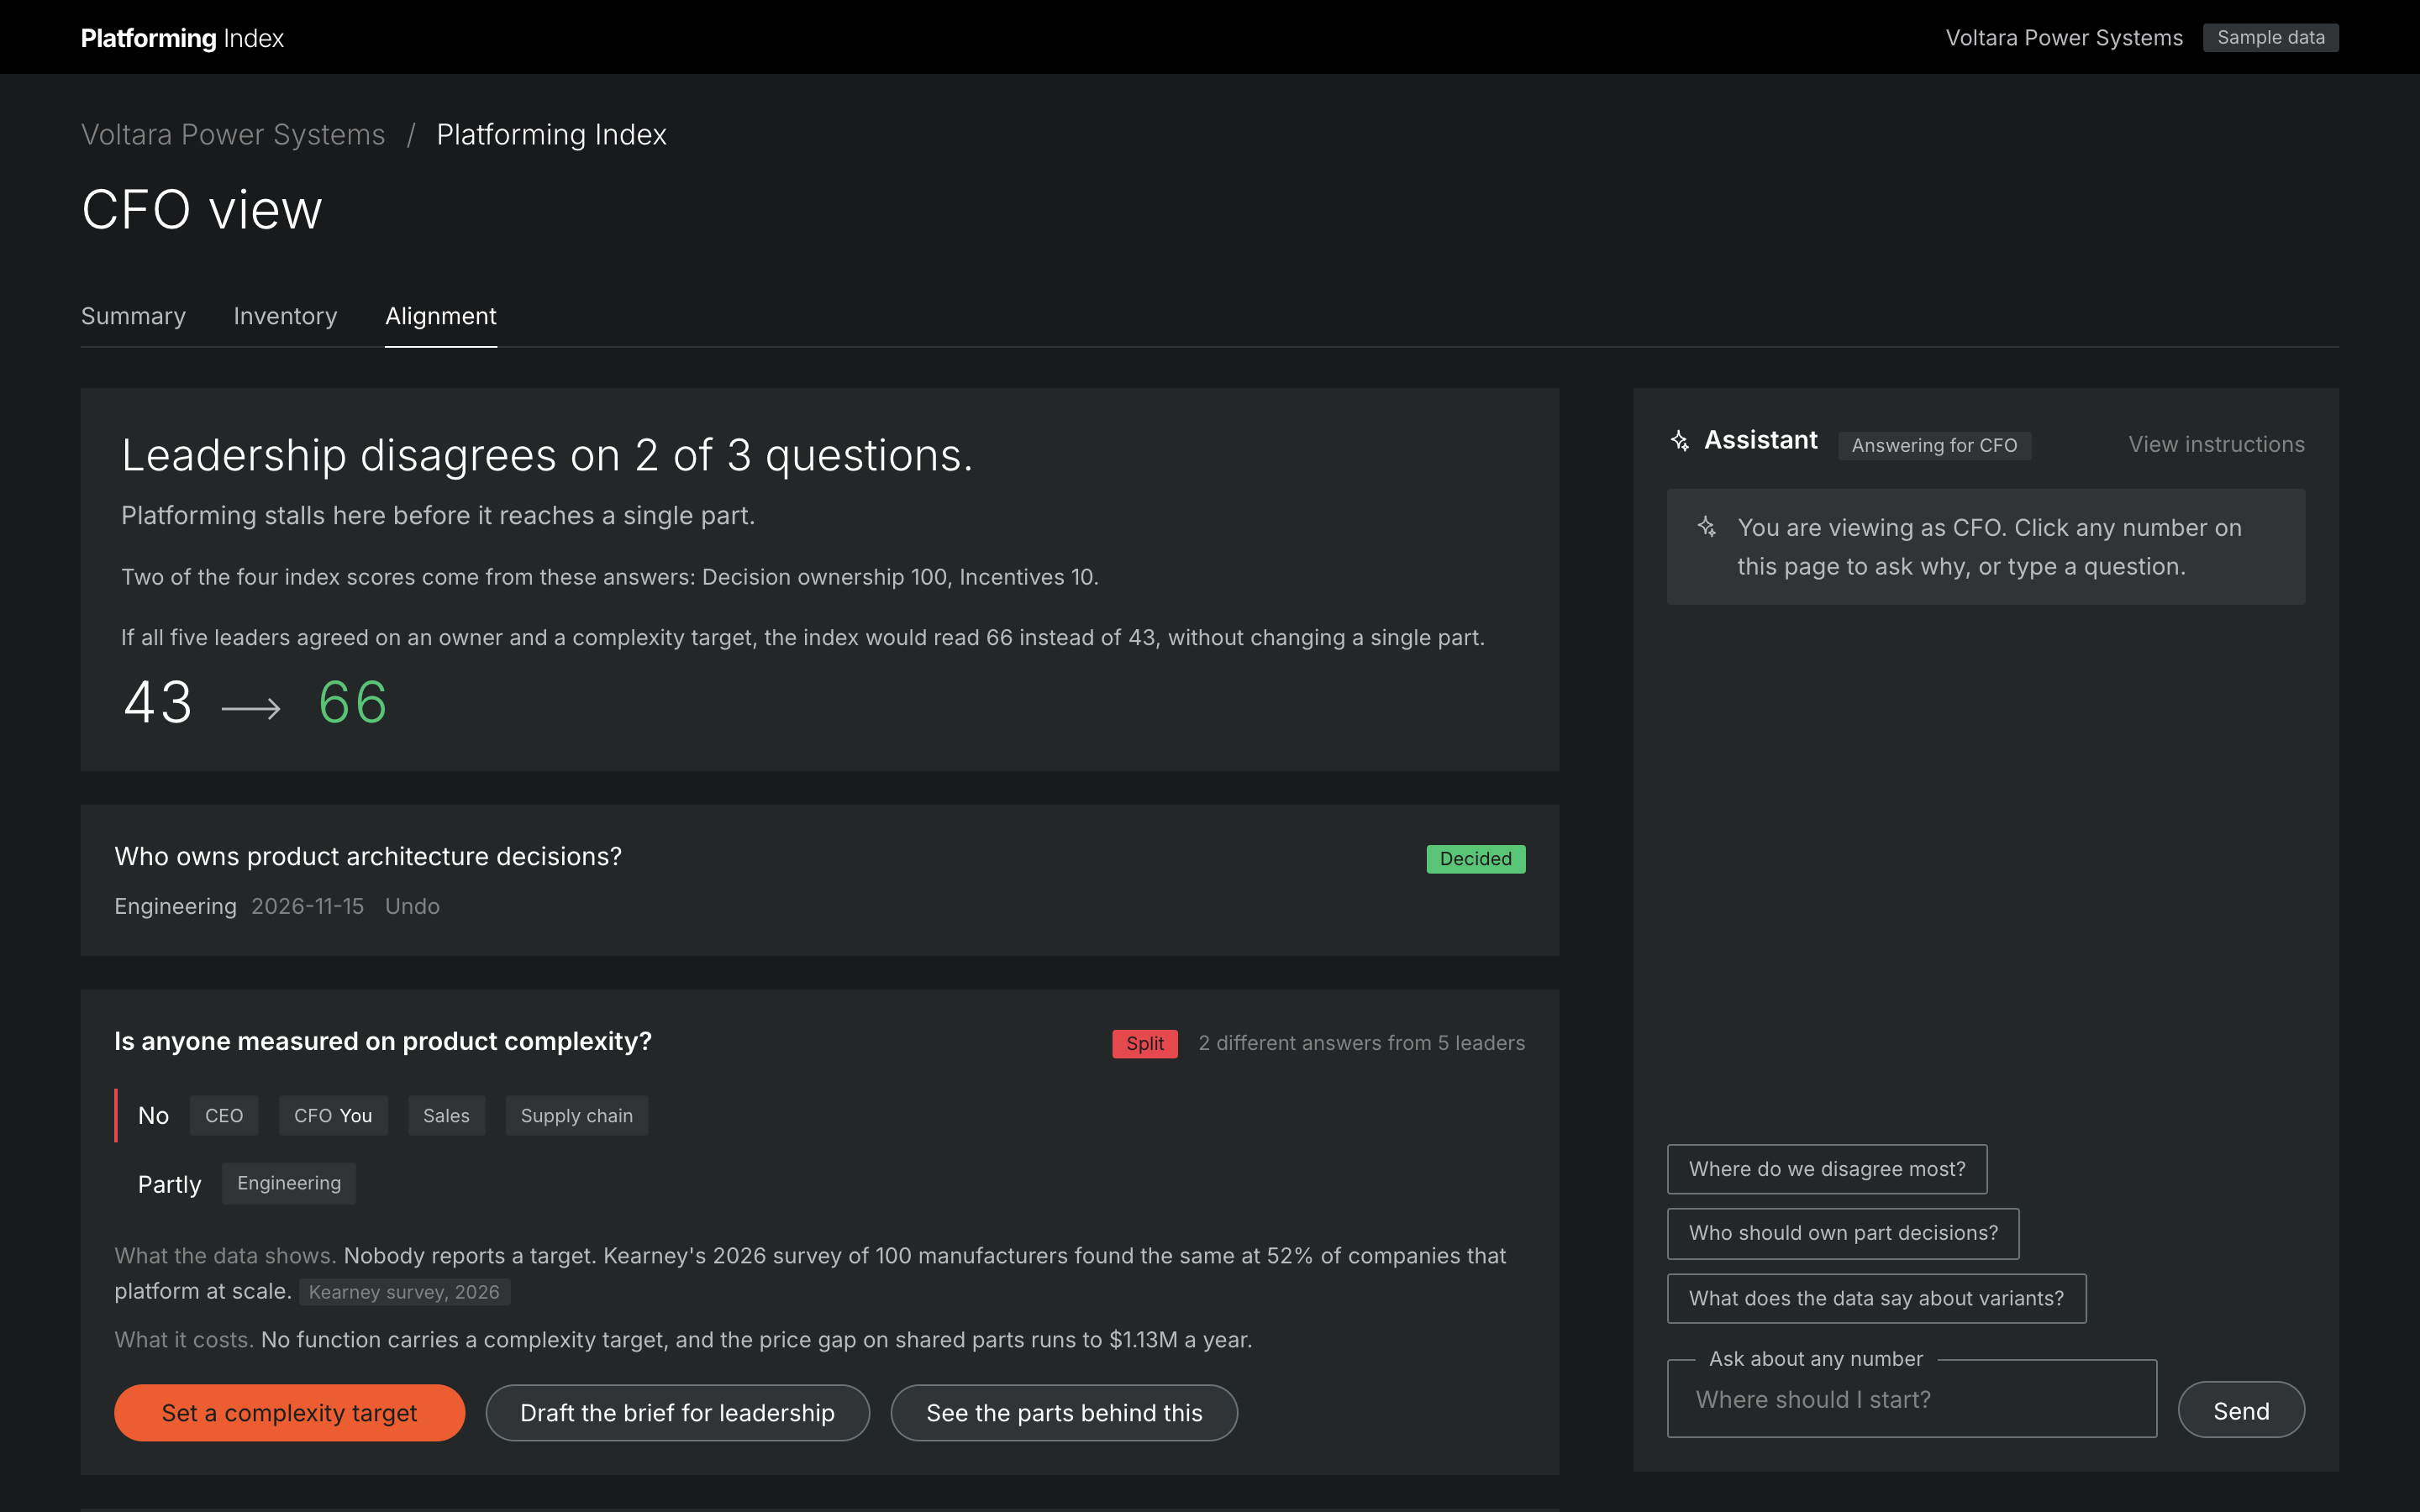 Platforming Index
Voltara Power Systems Sample data
Voltara Power Systems / Platforming Index
CFO view
Summary Inventory Alignment
Leadership disagrees on 2 of 3 questions.
Platforming stalls here before it reaches a single part.
Two of the four index scores come from these answers: Decision ownership 100, Incentives 10.
If all five leaders agreed on an owner and a complexity target, the index would read 66 instead of 43, without changing a single part.
43 → 66
Who owns product architecture decisions?
Decided
Engineering 2026-11-15 Undo
Is anyone measured on product complexity?
Split 2 different answers from 5 leaders
No CEO CFO You Sales Supply chain
Partly Engineering
What the data shows. Nobody reports a target. Kearney's 2026 survey of 100 manufacturers found the same at 52% of companies that
platform at scale. Kearney survey, 2026
What it costs. No function carries a complexity target, and the price gap on shared parts runs to $1.13M a year.
Set a complexity target Draft the brief for leadership See the parts behind this
Assistant Answering for CFO View instructions
You are viewing as CFO. Click any number on
this page to ask why, or type a question.
Where do we disagree most?
Who should own part decisions?
What does the data say about variants?
Ask about any number
Where should I start?
Send